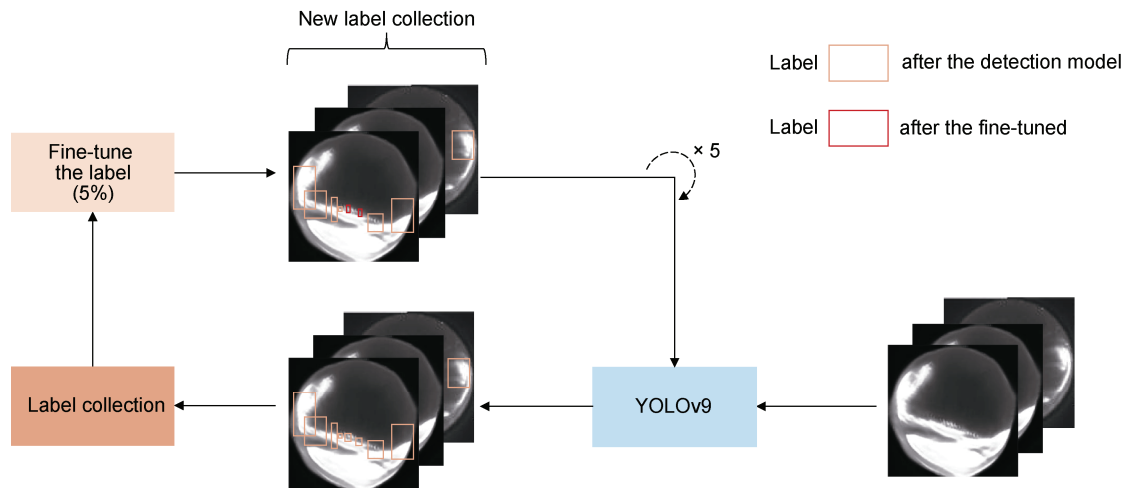 New label collection
Label
after the detection model
Label
after the fine-tuned
Fine-tune
the label
(5%)
× 5
Label collection
YOLOv9